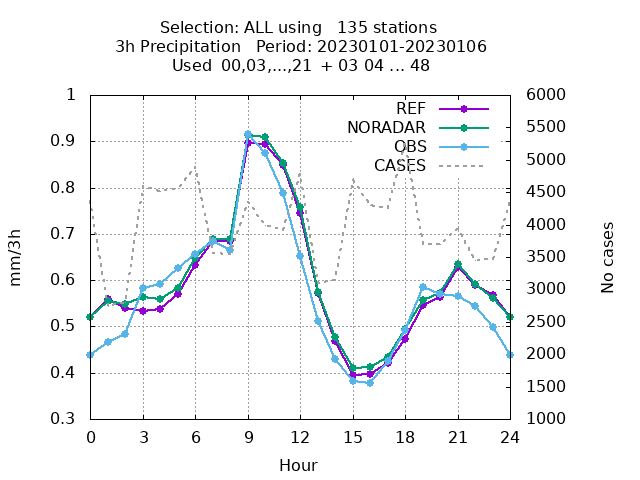 Selection: ALL using   135 stations
3h Precipitation   Period: 20230101-20230106
Used  00,03,...,21  + 03 04 ... 48
REF
NORADAR
OBS
CASES
1
0.9
0.8
0.7
0.6
0.5
0.4
0.3
6000
5500
5000
4500
4000
3500
3000
2500
2000
1500
1000
mm/3h
No cases
0 3 6 9 12 15 18 21 24
Hour